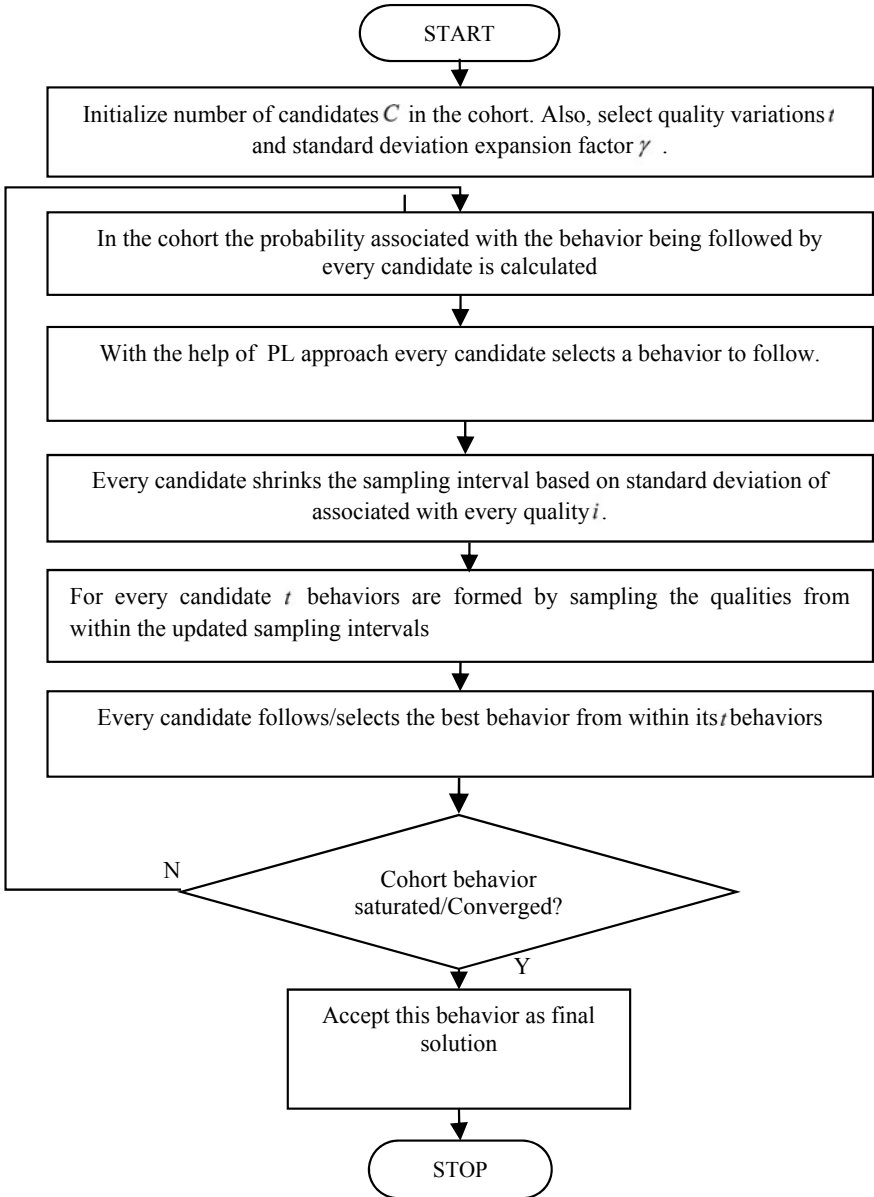 START
Initialize number of candidates C in the cohort. Also, select quality variations t
and standard deviation expansion factor γ .
In the cohort the probability associated with the behavior being followed by
every candidate is calculated
With the help of PL approach every candidate selects a behavior to follow.
Every candidate shrinks the sampling interval based on standard deviation of
associated with every quality i.
For every candidate t behaviors are formed by sampling the qualities from
within the updated sampling intervals
Every candidate follows/selects the best behavior from within its t behaviors
N
Cohort behavior
saturated/Converged?
Y
Accept this behavior as final
solution
STOP